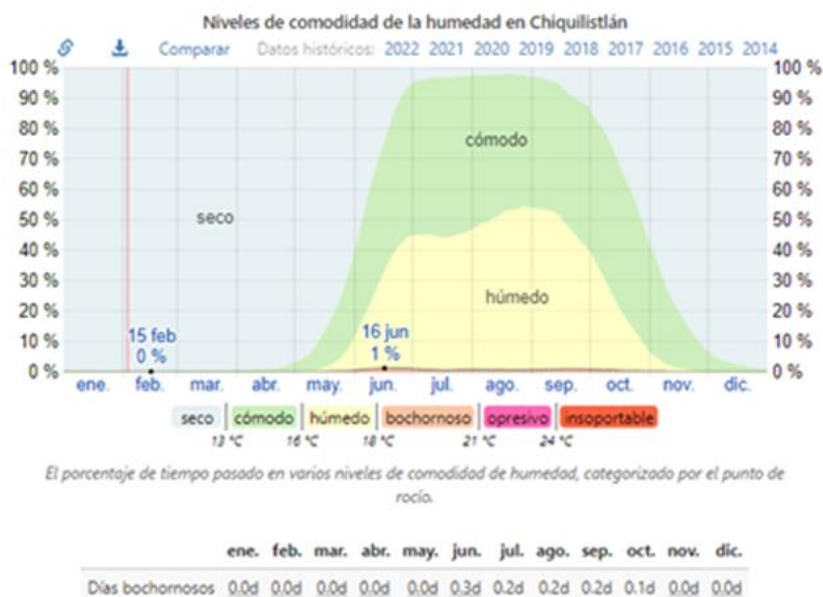 Niveles de comodidad de la humedad en Chiquilistlán
Comparar Datos históricos: 2022 2021 2020 2019 2018 2017 2016 2015 2014
100 % 100 %
90 % 90 %
80 % 80 %
cómodo
70 % 70 %
60 % 60 %
seco
50 % 50 %
40 % 40 %
30 % 30 %
húmedo
20 % 20 %
15 feb 16 jun
10 % 10 %
0 % 1 %
0 % 0 %
ene. feb. mar. abr. may. jun. jul. ago. sep. oct. nov. dic.
seco cómodo húmedo bochornoso opresivo insoportable
13 °C 16 °C 18 °C 21 °C 24 °C
El porcentaje de tiempo pasado en varios niveles de comodidad de humedad, categorizado por el punto de
rocío.
ene. feb. mar. abr. may. jun. jul. ago. sep. oct. nov. dic.
Días bochornosos 0.0d 0.0d 0.0d 0.0d 0.0d 0.3d 0.2d 0.2d 0.2d 0.1d 0.0d 0.0d